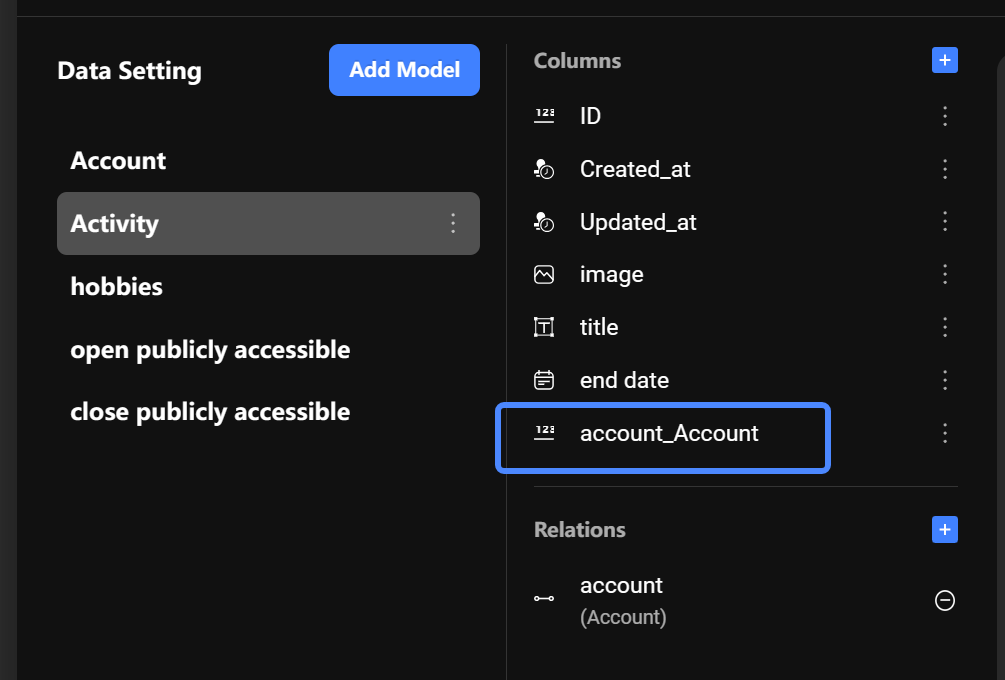 Data Setting
Add Model
Account
Activity
hobbies
open publicly accessible
close publicly accessible
Columns
123 ID
Created_at
Updated_at
image
T title
end date
123 account_Account
Relations
account
(Account)